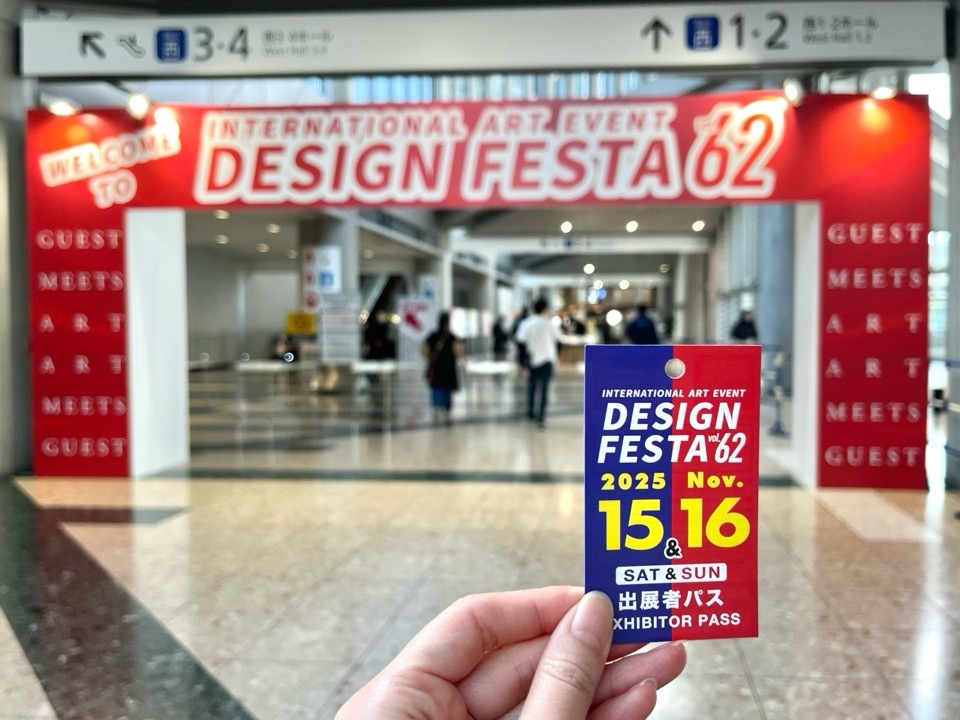 西 3・4
西 1・2
WELCOME
TO
INTERNATIONAL ART EVENT
DESIGN FESTA 62
GUEST
MEETS
ART
ART
MEETS
GUEST
GUEST
MEETS
ART
ART
MEETS
GUEST
INTERNATIONAL ART EVENT
DESIGN
FESTA vol. 62
2025 Nov.
15 & 16
SAT & SUN
出展者パス
XHIBITOR PASS